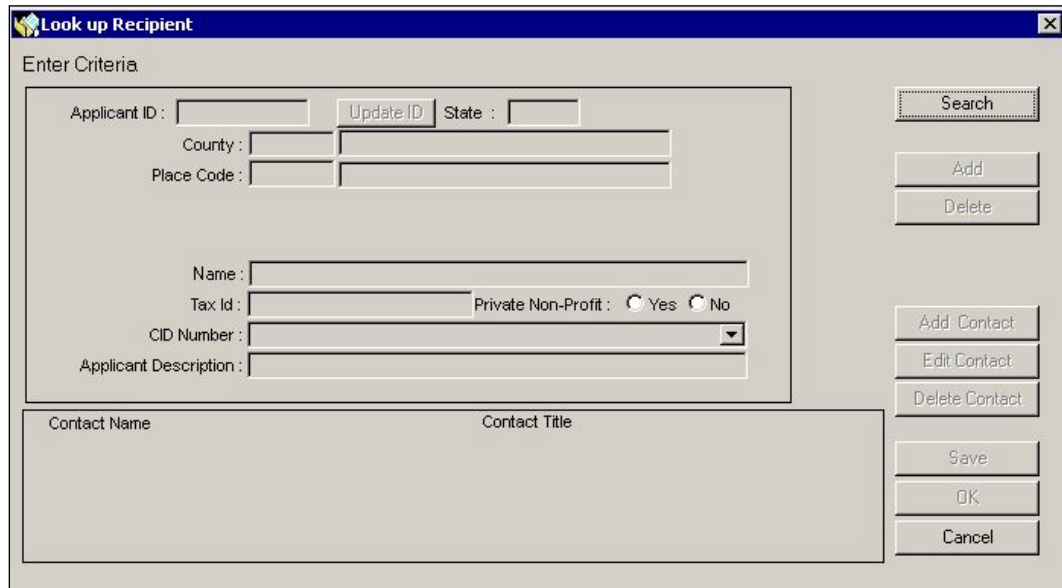 Look up Recipient
Enter Criteria
Applicant ID : Update ID State :
Search
County :
Place Code :
Add
Delete
Name :
Tax Id : Private Non-Profit : Yes No
CID Number :
Add Contact
Applicant Description :
Edit Contact
Delete Contact
Contact Name Contact Title
Save
OK
Cancel